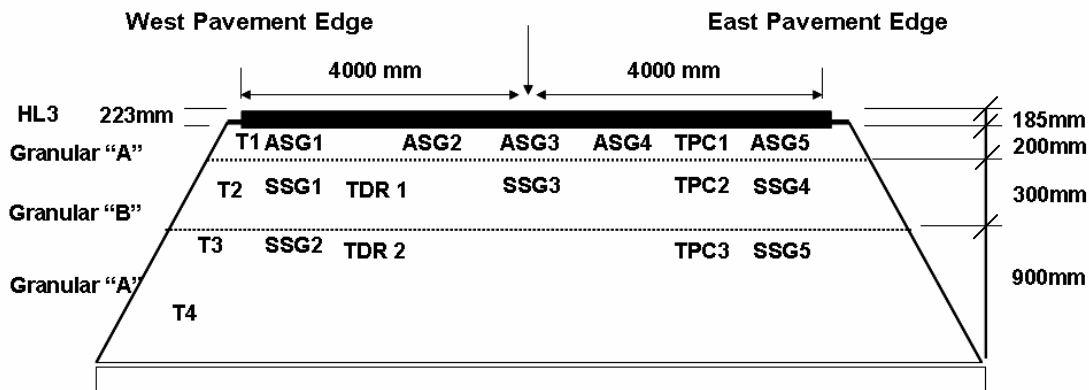 West Pavement Edge East Pavement Edge
4000 mm 4000 mm
HL3 223mm 185mm
T1 ASG1 ASG2 ASG3 ASG4 TPC1 ASG5 200mm
Granular “A”
T2 SSG1 TDR 1 SSG3 TPC2 SSG4 300mm
Granular “B”
T3 SSG2 TDR 2 TPC3 SSG5
Granular “A” 900mm
T4